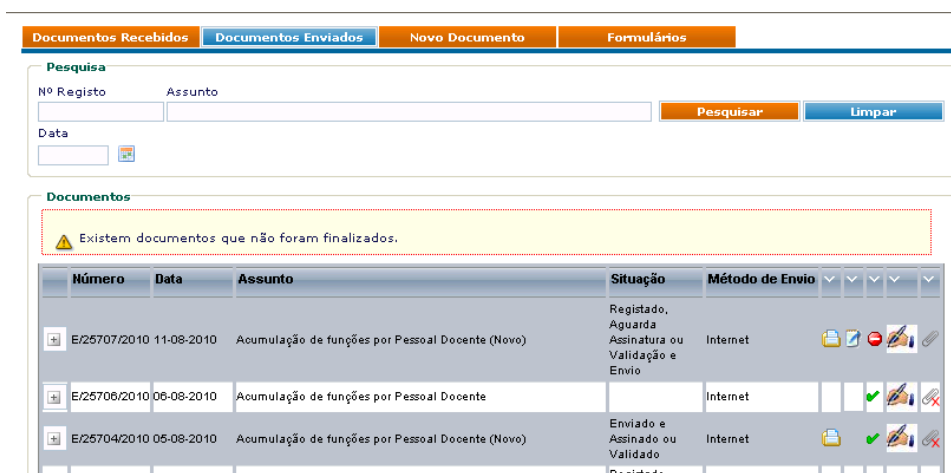 Documentos Recebidos Documentos Enviados Novo Documento Formulários
Pesquisa
Nº Registo Assunto
Pesquisar Limpar
Data
Documentos
Existem documentos que não foram finalizados.
Número Data Assunto Situação Método de Envio
E/25707/2010 11-08-2010 Acumulação de funções por Pessoal Docente (Novo) Registado, Aguarda Assinatura ou Validação e Envio Internet
E/25706/2010 06-08-2010 Acumulação de funções por Pessoal Docente Internet
E/25704/2010 05-08-2010 Acumulação de funções por Pessoal Docente (Novo) Enviado e Assinado ou Validado Internet